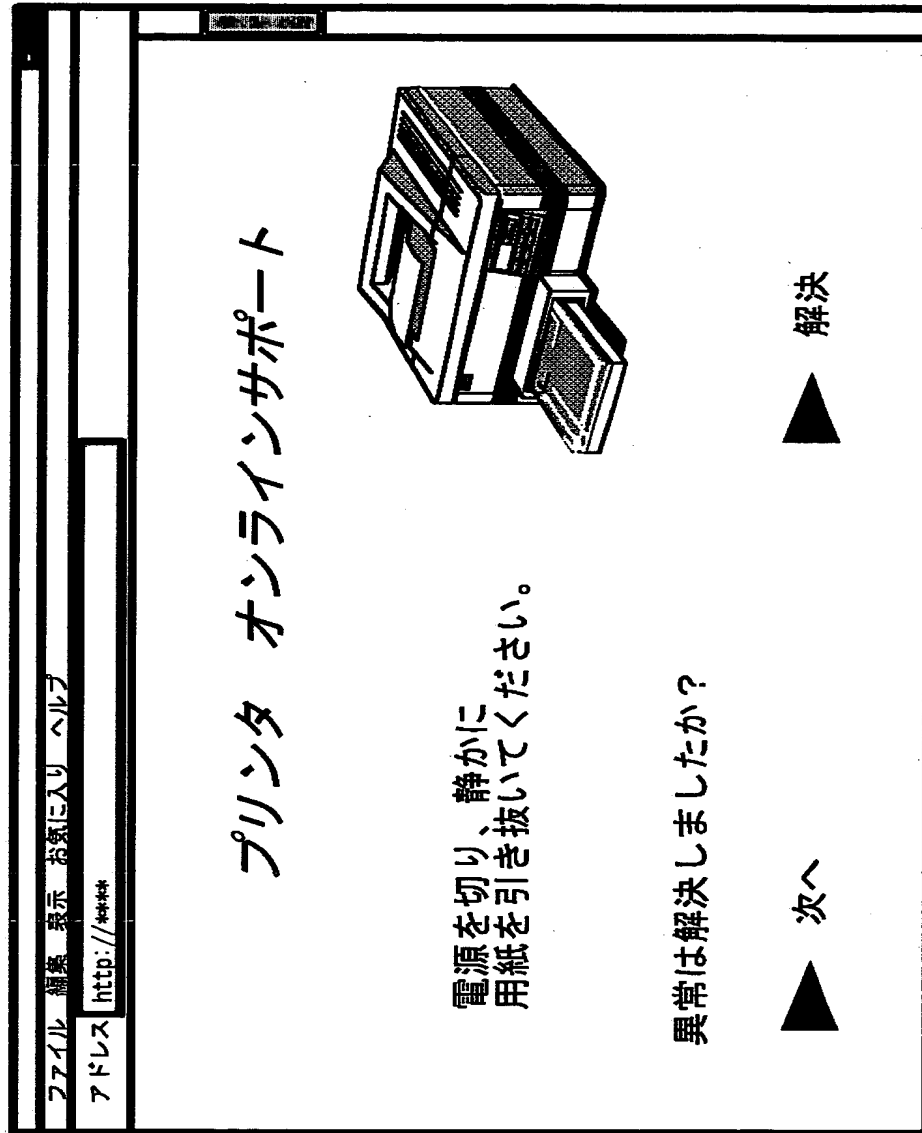 ファイル 編集 表示 お気に入り ヘルプ
アドレス http://****
プリンタ オンラインサポート
電源を切り、静かに
用紙を引き抜いてください。
異常は解決しましたか?
次へ
解決